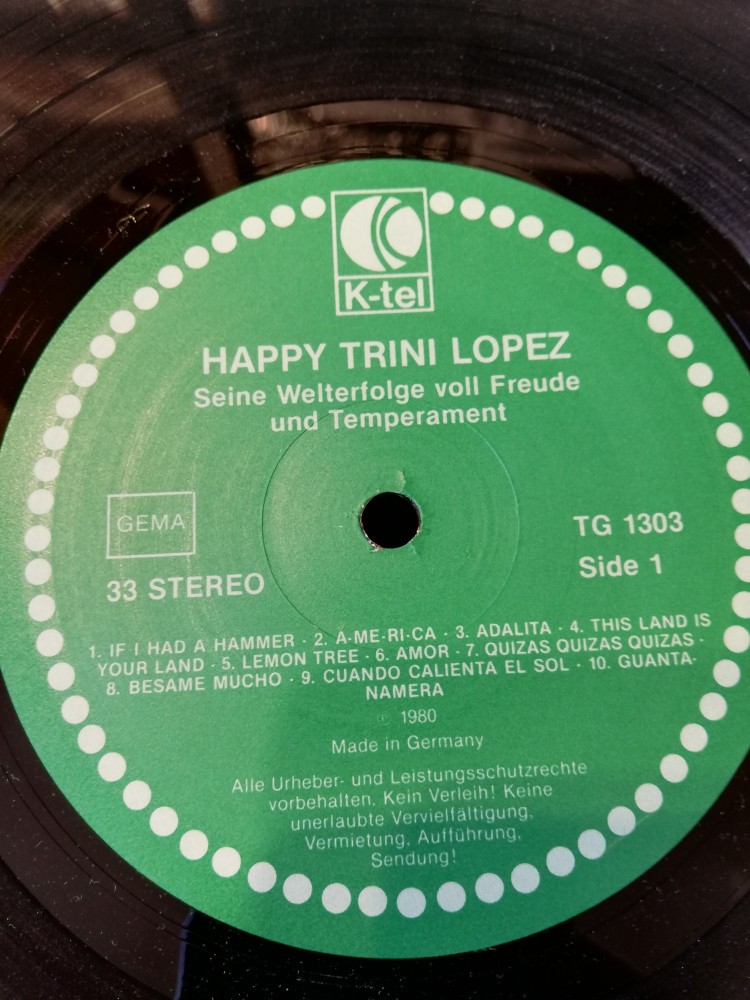 K-tel
HAPPY TRINI LOPEZ
Seine Welterfolge voll Freude
und Temperament
GEMA
33 STEREO
TG 1303
Side 1
1. IF I HAD A HAMMER · 2. A-ME-RI-CA · 3. ADALITA · 4. THIS LAND IS
YOUR LAND · 5. LEMON TREE · 6. AMOR · 7. QUIZAS QUIZAS QUIZAS ·
8. BESAME MUCHO · 9. CUANDO CALIENTA EL SOL · 10. GUANTA-
NAMERA
1980
Made in Germany
Alle Urheber- und Leistungsschutzrechte
vorbehalten. Kein Verleih! Keine
unerlaubte Vervielfältigung,
Vermietung, Aufführung,
Sendung!